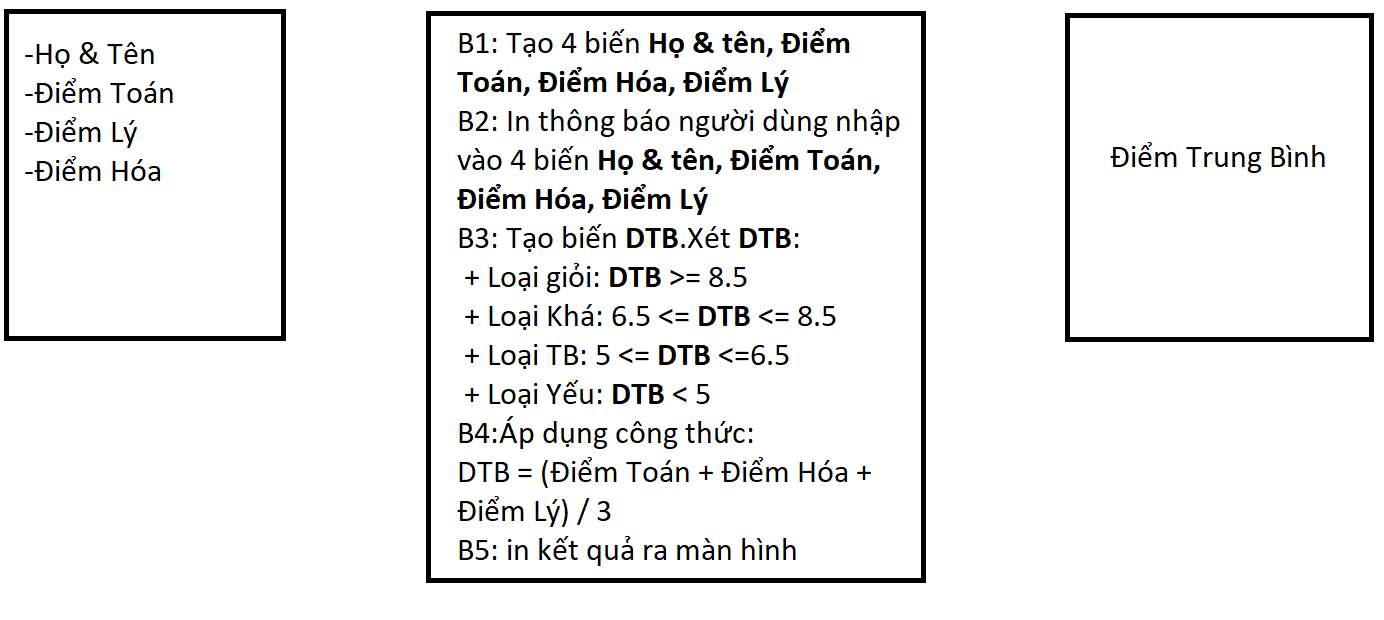 -Họ & Tên
-Điểm Toán
-Điểm Lý
-Điểm Hóa
B1: Tạo 4 biến Họ & tên, Điểm
Toán, Điểm Hóa, Điểm Lý
B2: In thông báo người dùng nhập
vào 4 biến Họ & tên, Điểm Toán,
Điểm Hóa, Điểm Lý
B3: Tạo biến DTB.Xét DTB:
+ Loại giỏi: DTB >= 8.5
+ Loại Khá: 6.5 <= DTB <= 8.5
+ Loại TB: 5 <= DTB <=6.5
+ Loại Yếu: DTB < 5
B4:Áp dụng công thức:
DTB = (Điểm Toán + Điểm Hóa +
Điểm Lý) / 3
B5: in kết quả ra màn hình
Điểm Trung Bình